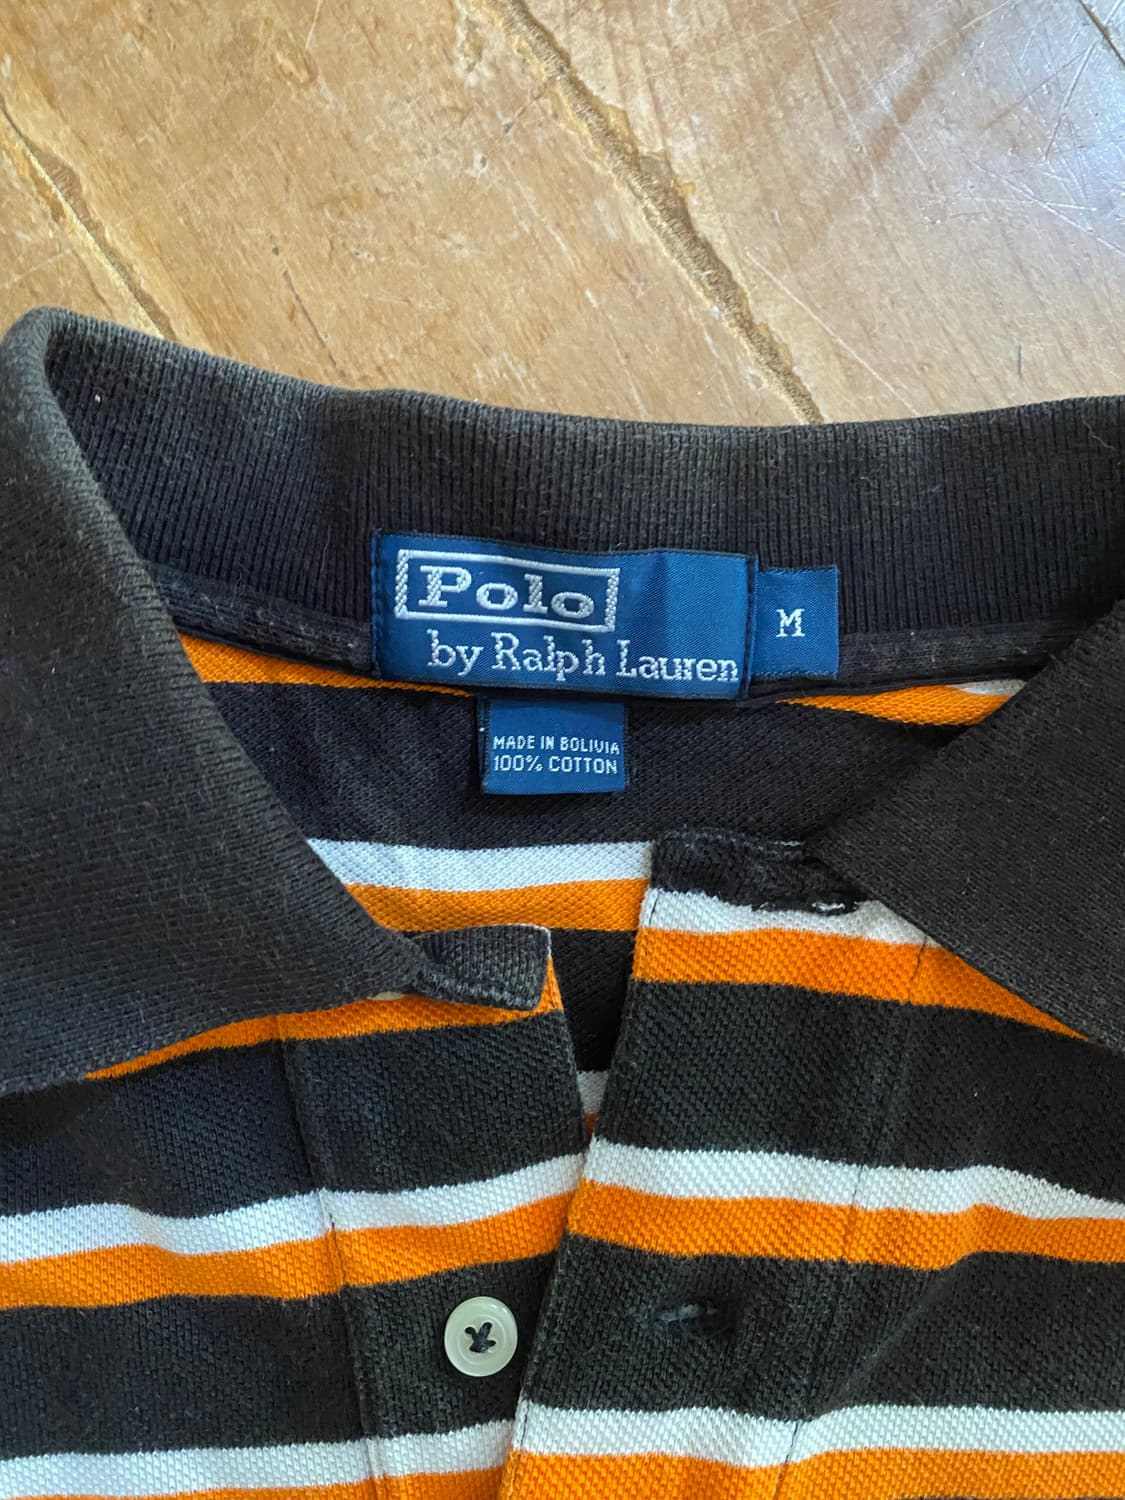 Polo
by Ralph Lauren
M
MADE IN BOLIVIA
100% COTTON